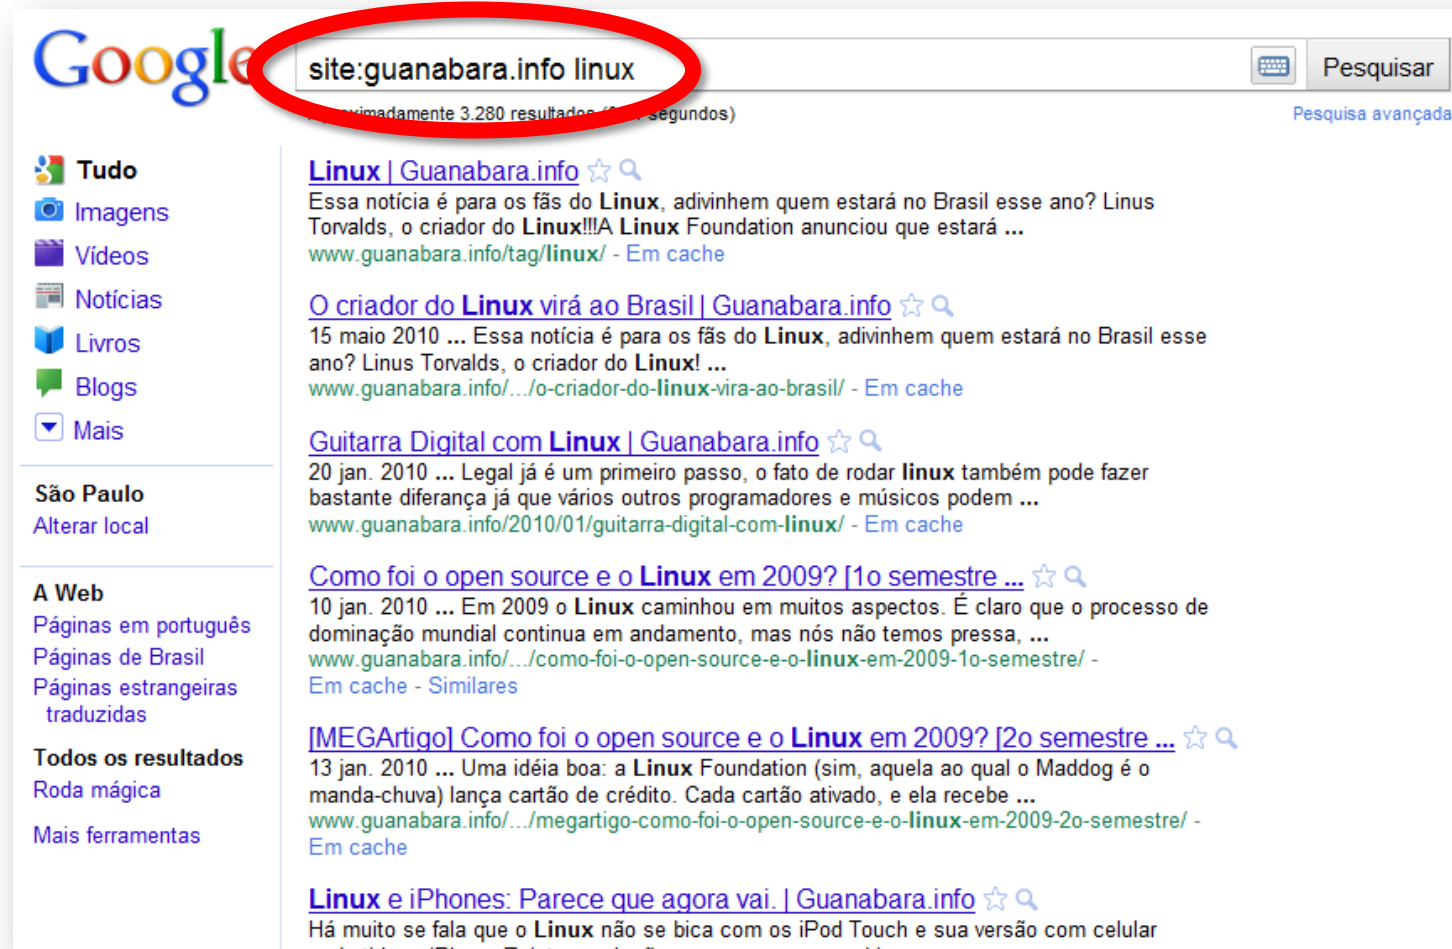 Google
site:guanabara.info linux
Pesquisar
3.280 resultados
segundos)
Pesquisa avançada
Tudo
Imagens
Vídeos
Notícias
Livros
Blogs
Mais
São Paulo
Alterar local
A Web
Páginas em português
Páginas de Brasil
Páginas estrangeiras
traduzidas
Todos os resultados
Roda mágica
Mais ferramentas
Linux | Guanabara.info
Essa notícia é para os fãs do Linux, adivinhem quem estará no Brasil esse ano? Linus
Torvalds, o criador do Linux!!!A Linux Foundation anunciou que estará ...
www.guanabara.info/tag/linux/ - Em cache
O criador do Linux virá ao Brasil | Guanabara.info
15 maio 2010 ... Essa notícia é para os fãs do Linux, adivinhem quem estará no Brasil esse
ano? Linus Torvalds, o criador do Linux! ...
www.guanabara.info/.../o-criador-do-linux-vira-ao-brasil/ - Em cache
Guitarra Digital com Linux | Guanabara.info
20 jan. 2010 ... Legal já é um primeiro passo, o fato de rodar linux também pode fazer
bastante diferança já que vários outros programadores e músicos podem ...
www.guanabara.info/2010/01/guitarra-digital-com-linux/ - Em cache
Como foi o open source e o Linux em 2009? [1o semestre ...
10 jan. 2010 ... Em 2009 o Linux caminhou em muitos aspectos. É claro que o processo de
dominação mundial continua em andamento, mas nós não temos pressa, ...
www.guanabara.info/.../como-foi-o-open-source-e-o-linux-em-2009-1o-semestre/ -
Em cache - Similares
[MEGArtigo] Como foi o open source e o Linux em 2009? [2o semestre ...
13 jan. 2010 ... Uma idéia boa: a Linux Foundation (sim, aquela ao qual o Maddog é o
manda-chuva) lança cartão de crédito. Cada cartão ativado, e ela recebe ...
www.guanabara.info/.../megartigo-como-foi-o-open-source-e-o-linux-em-2009-2o-semestre/ -
Em cache
Linux e iPhones: Parece que agora vai. | Guanabara.info
Há muito se fala que o Linux não se bica com os iPod Touch e sua versão com celular